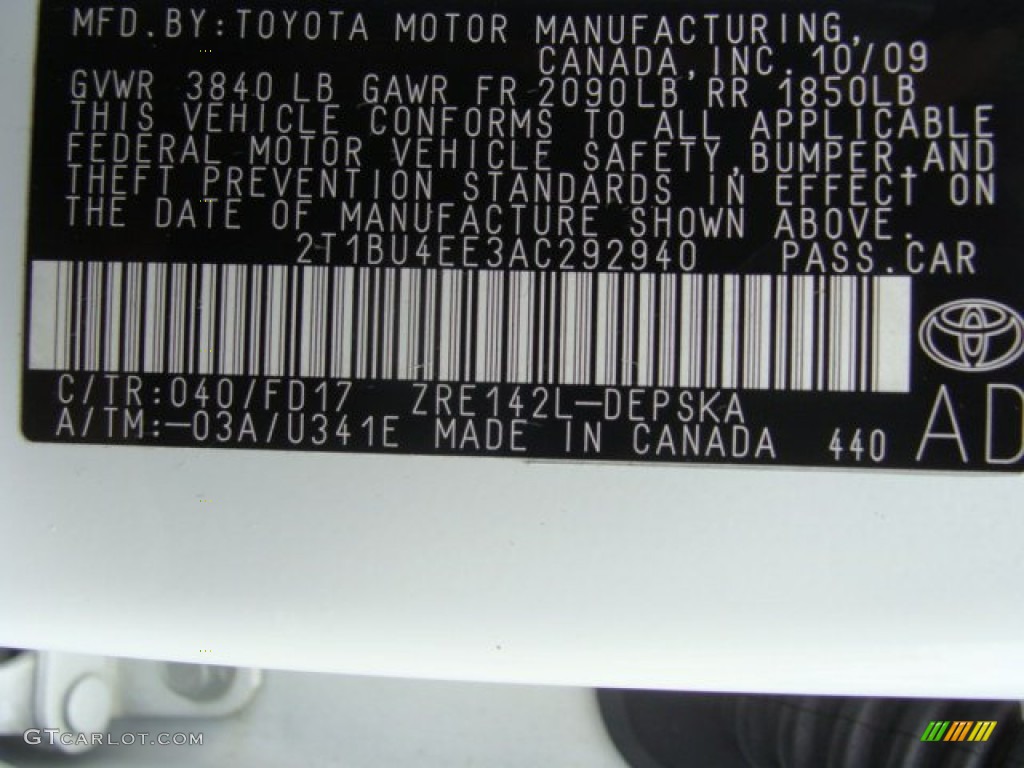 MFD.BY:TOYOTA MOTOR MANUFACTURING,
CANADA,INC. 10/09
GVWR 3840 LB GAWR FR 2090LB RR 1850LB
THIS VEHICLE CONFORMS TO ALL APPLICABLE
FEDERAL MOTOR VEHICLE SAFETY,BUMPER,AND
THEFT PREVENTION STANDARDS IN EFFECT ON
THE DATE OF MANUFACTURE SHOWN ABOVE.
2T1BU4EE3AC292940 PASS.CAR
C/TR:040/FD17 ZRE142L-DEPSKA
A/TM:-03A/U341E MADE IN CANADA 440
AD
GTcarlot.com